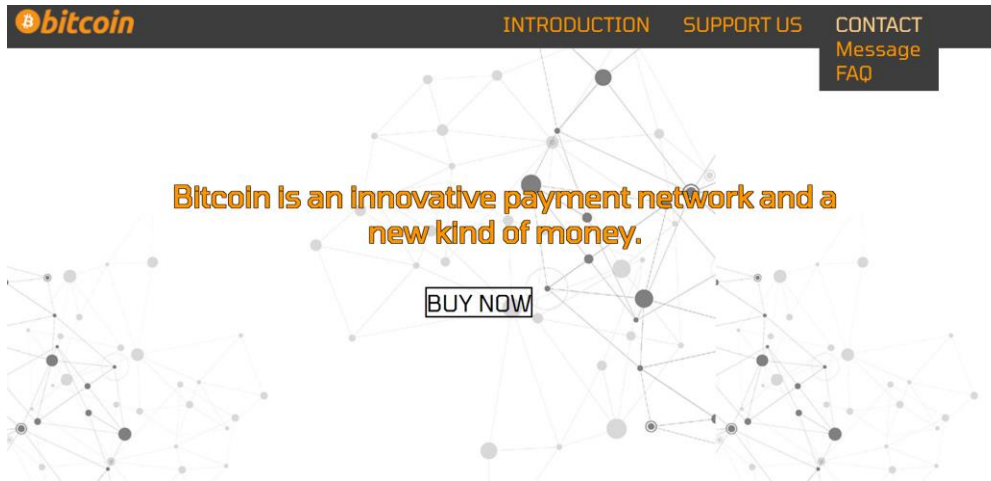 bitcoin
INTRODUCTION SUPPORT US CONTACT
Message
FAQ
Bitcoin is an innovative payment network and a
new kind of money.
BUY NOW